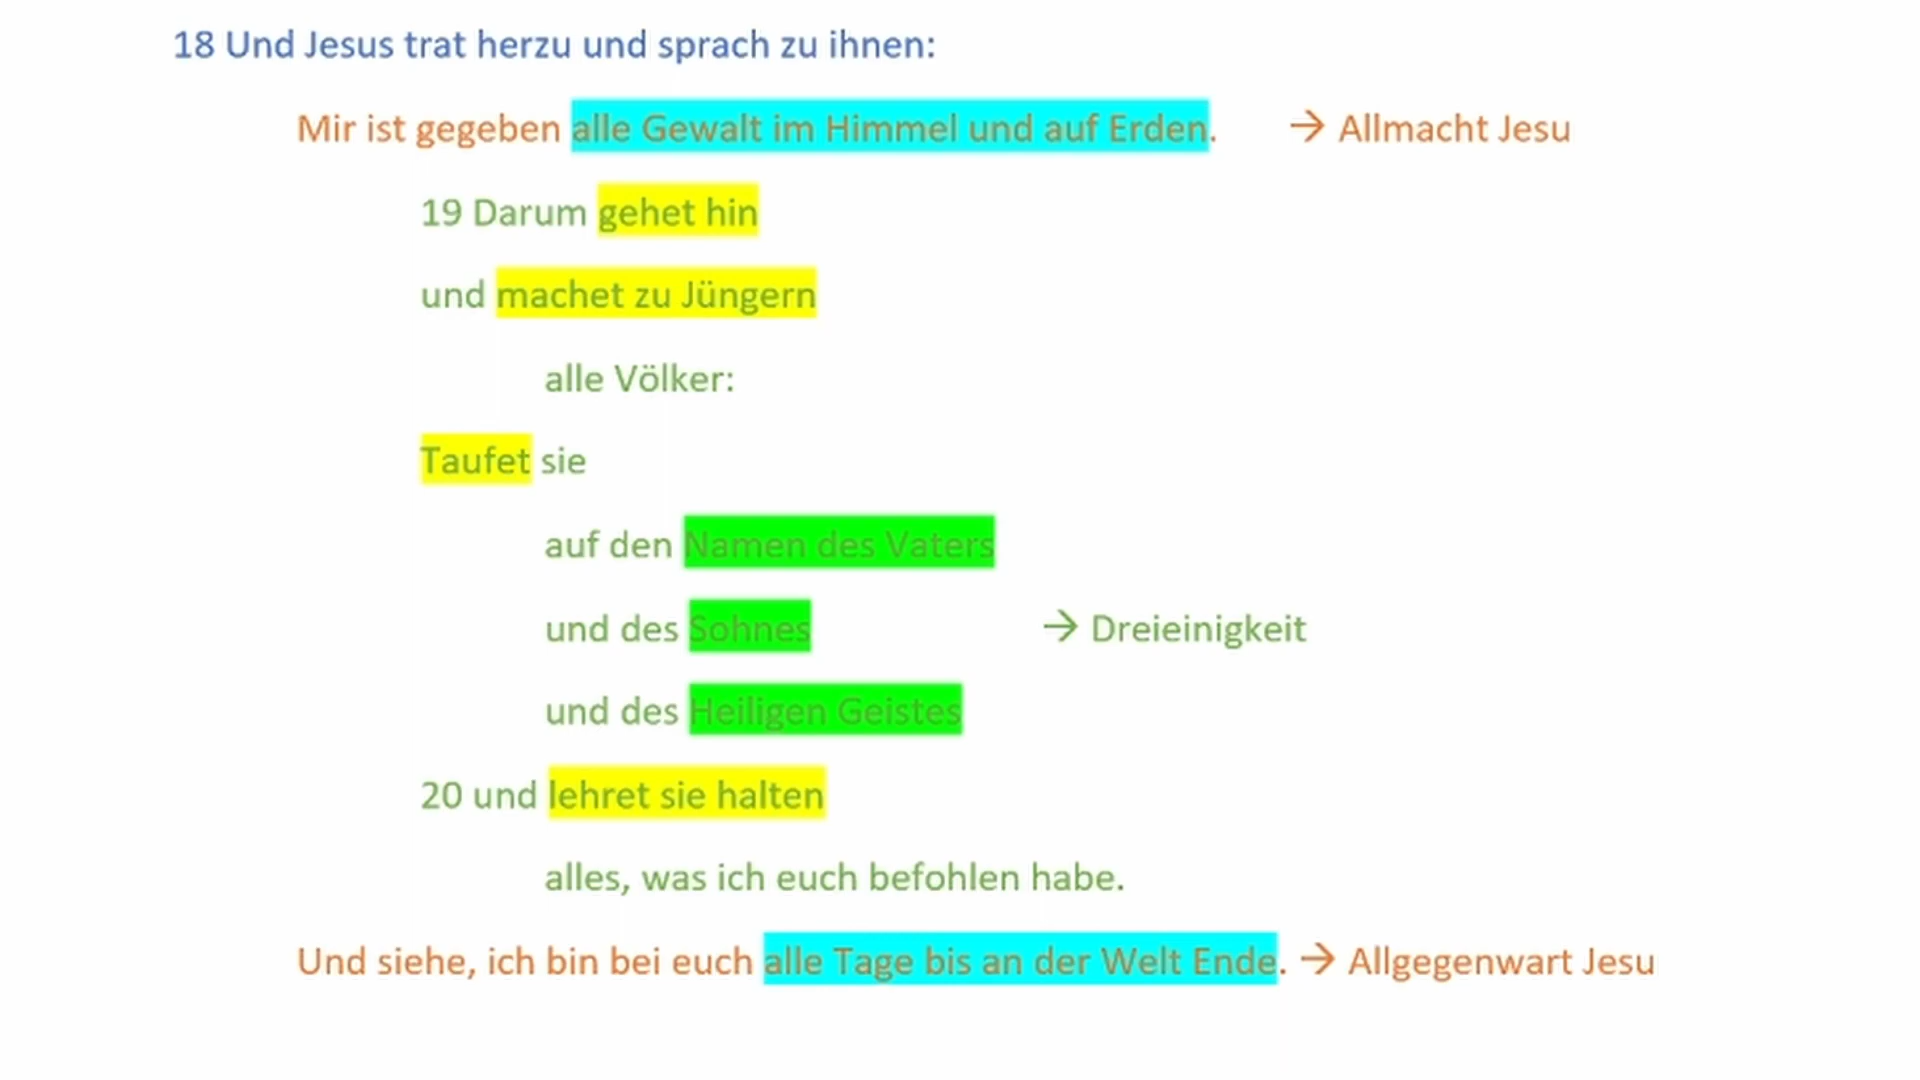 18 Und Jesus trat herzu und sprach zu ihnen:
Mir ist gegeben alle Gewalt im Himmel und auf Erden. → Allmacht Jesu
19 Darum gehet hin
und machet zu Jüngern
alle Völker:
Taufet sie
auf den Namen des Vaters
und des Sohnes → Dreieinigkeit
und des Heiligen Geistes
20 und lehret sie halten
alles, was ich euch befohlen habe.
Und siehe, ich bin bei euch alle Tage bis an der Welt Ende. → Allgegenwart Jesu